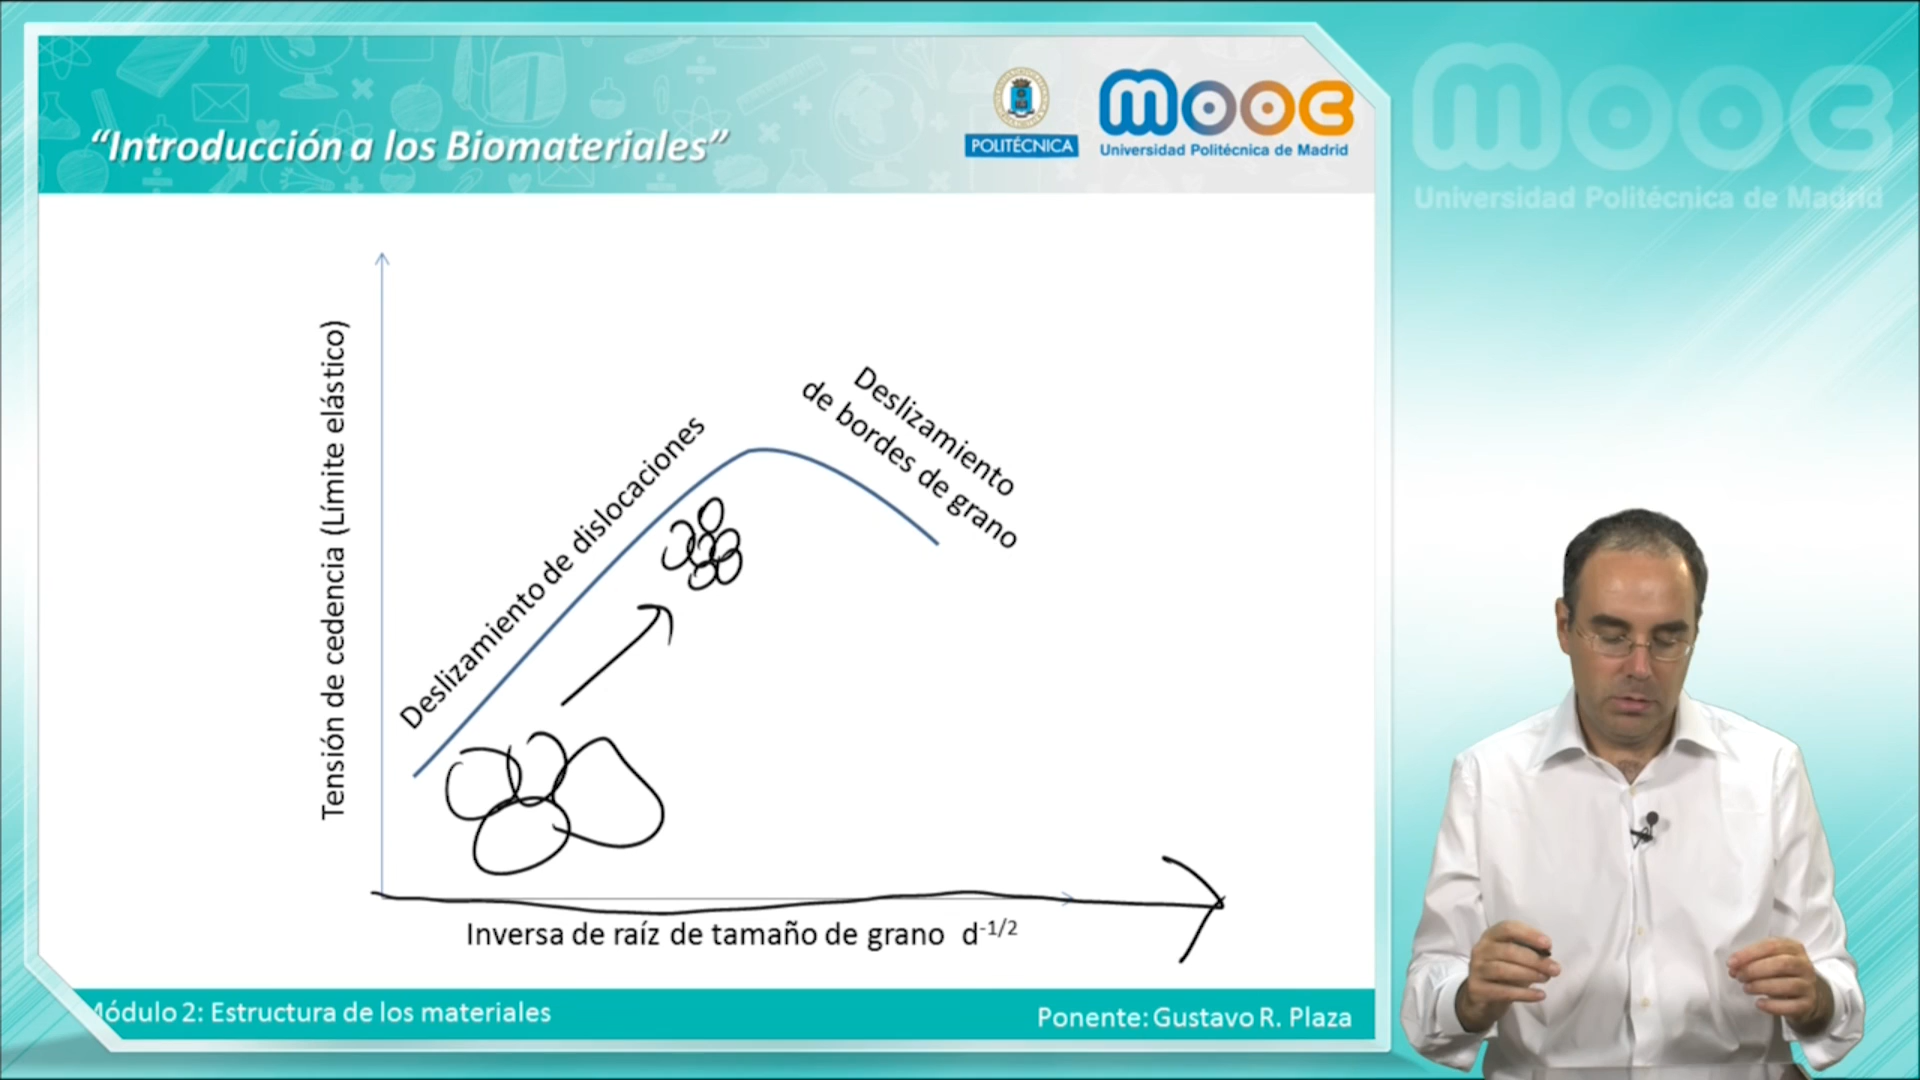 “Introducción a los Biomateriales”
POLITÉCNICA
mooc
Universidad Politécnica de Madrid
mooc
Universidad Politécnica de Madrid
Tensión de cedencia (Límite elástico)
Deslizamiento de dislocaciones
Deslizamiento
de bordes de grano
Inversa de raíz de tamaño de grano d-1/2
Módulo 2: Estructura de los materiales
Ponente: Gustavo R. Plaza